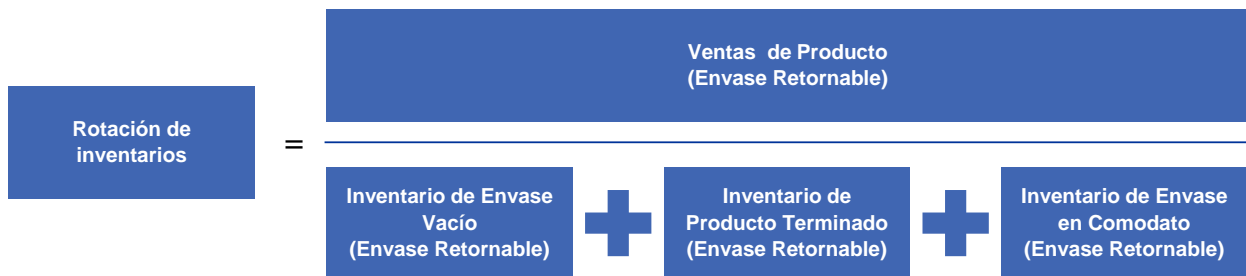 Ventas de Producto
(Envase Retornable)
Rotación de
inventarios
=
Inventario de Envase
Vacío
(Envase Retornable)
Inventario de
Producto Terminado
(Envase Retornable)
Inventario de Envase
en Comodato
(Envase Retornable)